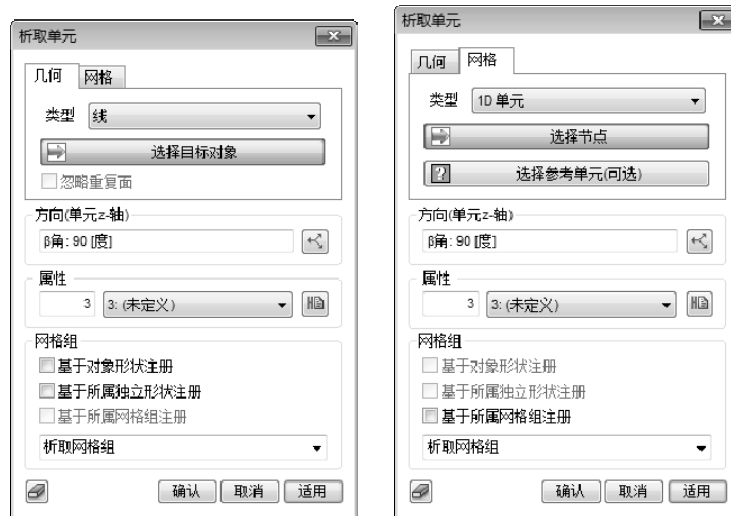 析取单元
几何 网格
类型 线
选择目标对象
忽略重复面
方向(单元z-轴)
β角: 90 [度]
属性
3 3: (未定义)
网格组
基于对象形状注册
基于所属独立形状注册
基于所属网格组注册
析取网格组
确认 取消 适用
析取单元
几何 网格
类型 1D 单元
选择节点
选择参考单元(可选)
方向(单元z-轴)
β角: 90 [度]
属性
3 3: (未定义)
网格组
基于对象形状注册
基于所属独立形状注册
基于所属网格组注册
析取网格组
确认 取消 适用